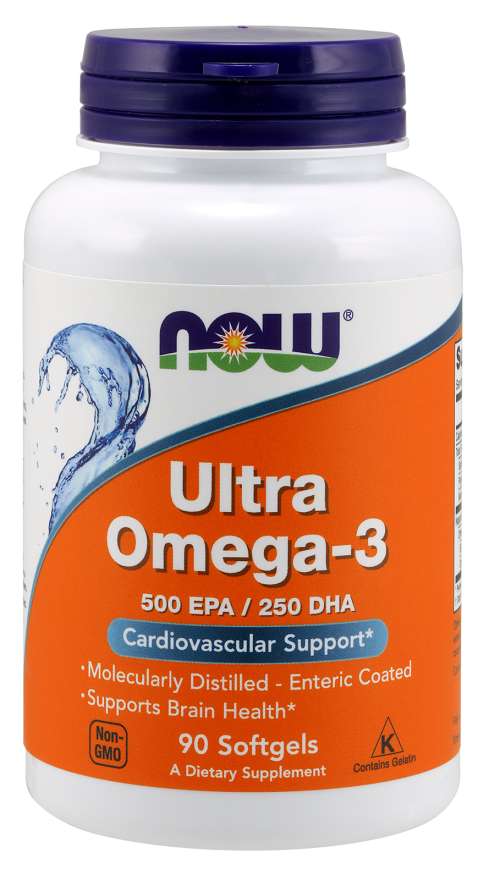 NOW®
Ultra
Omega-3
500 EPA / 250 DHA
Cardiovascular Support*
•Molecularly Distilled - Enteric Coated
•Supports Brain Health*
Non-
GMO
90 Softgels
A Dietary Supplement
K
Contains Gelatin